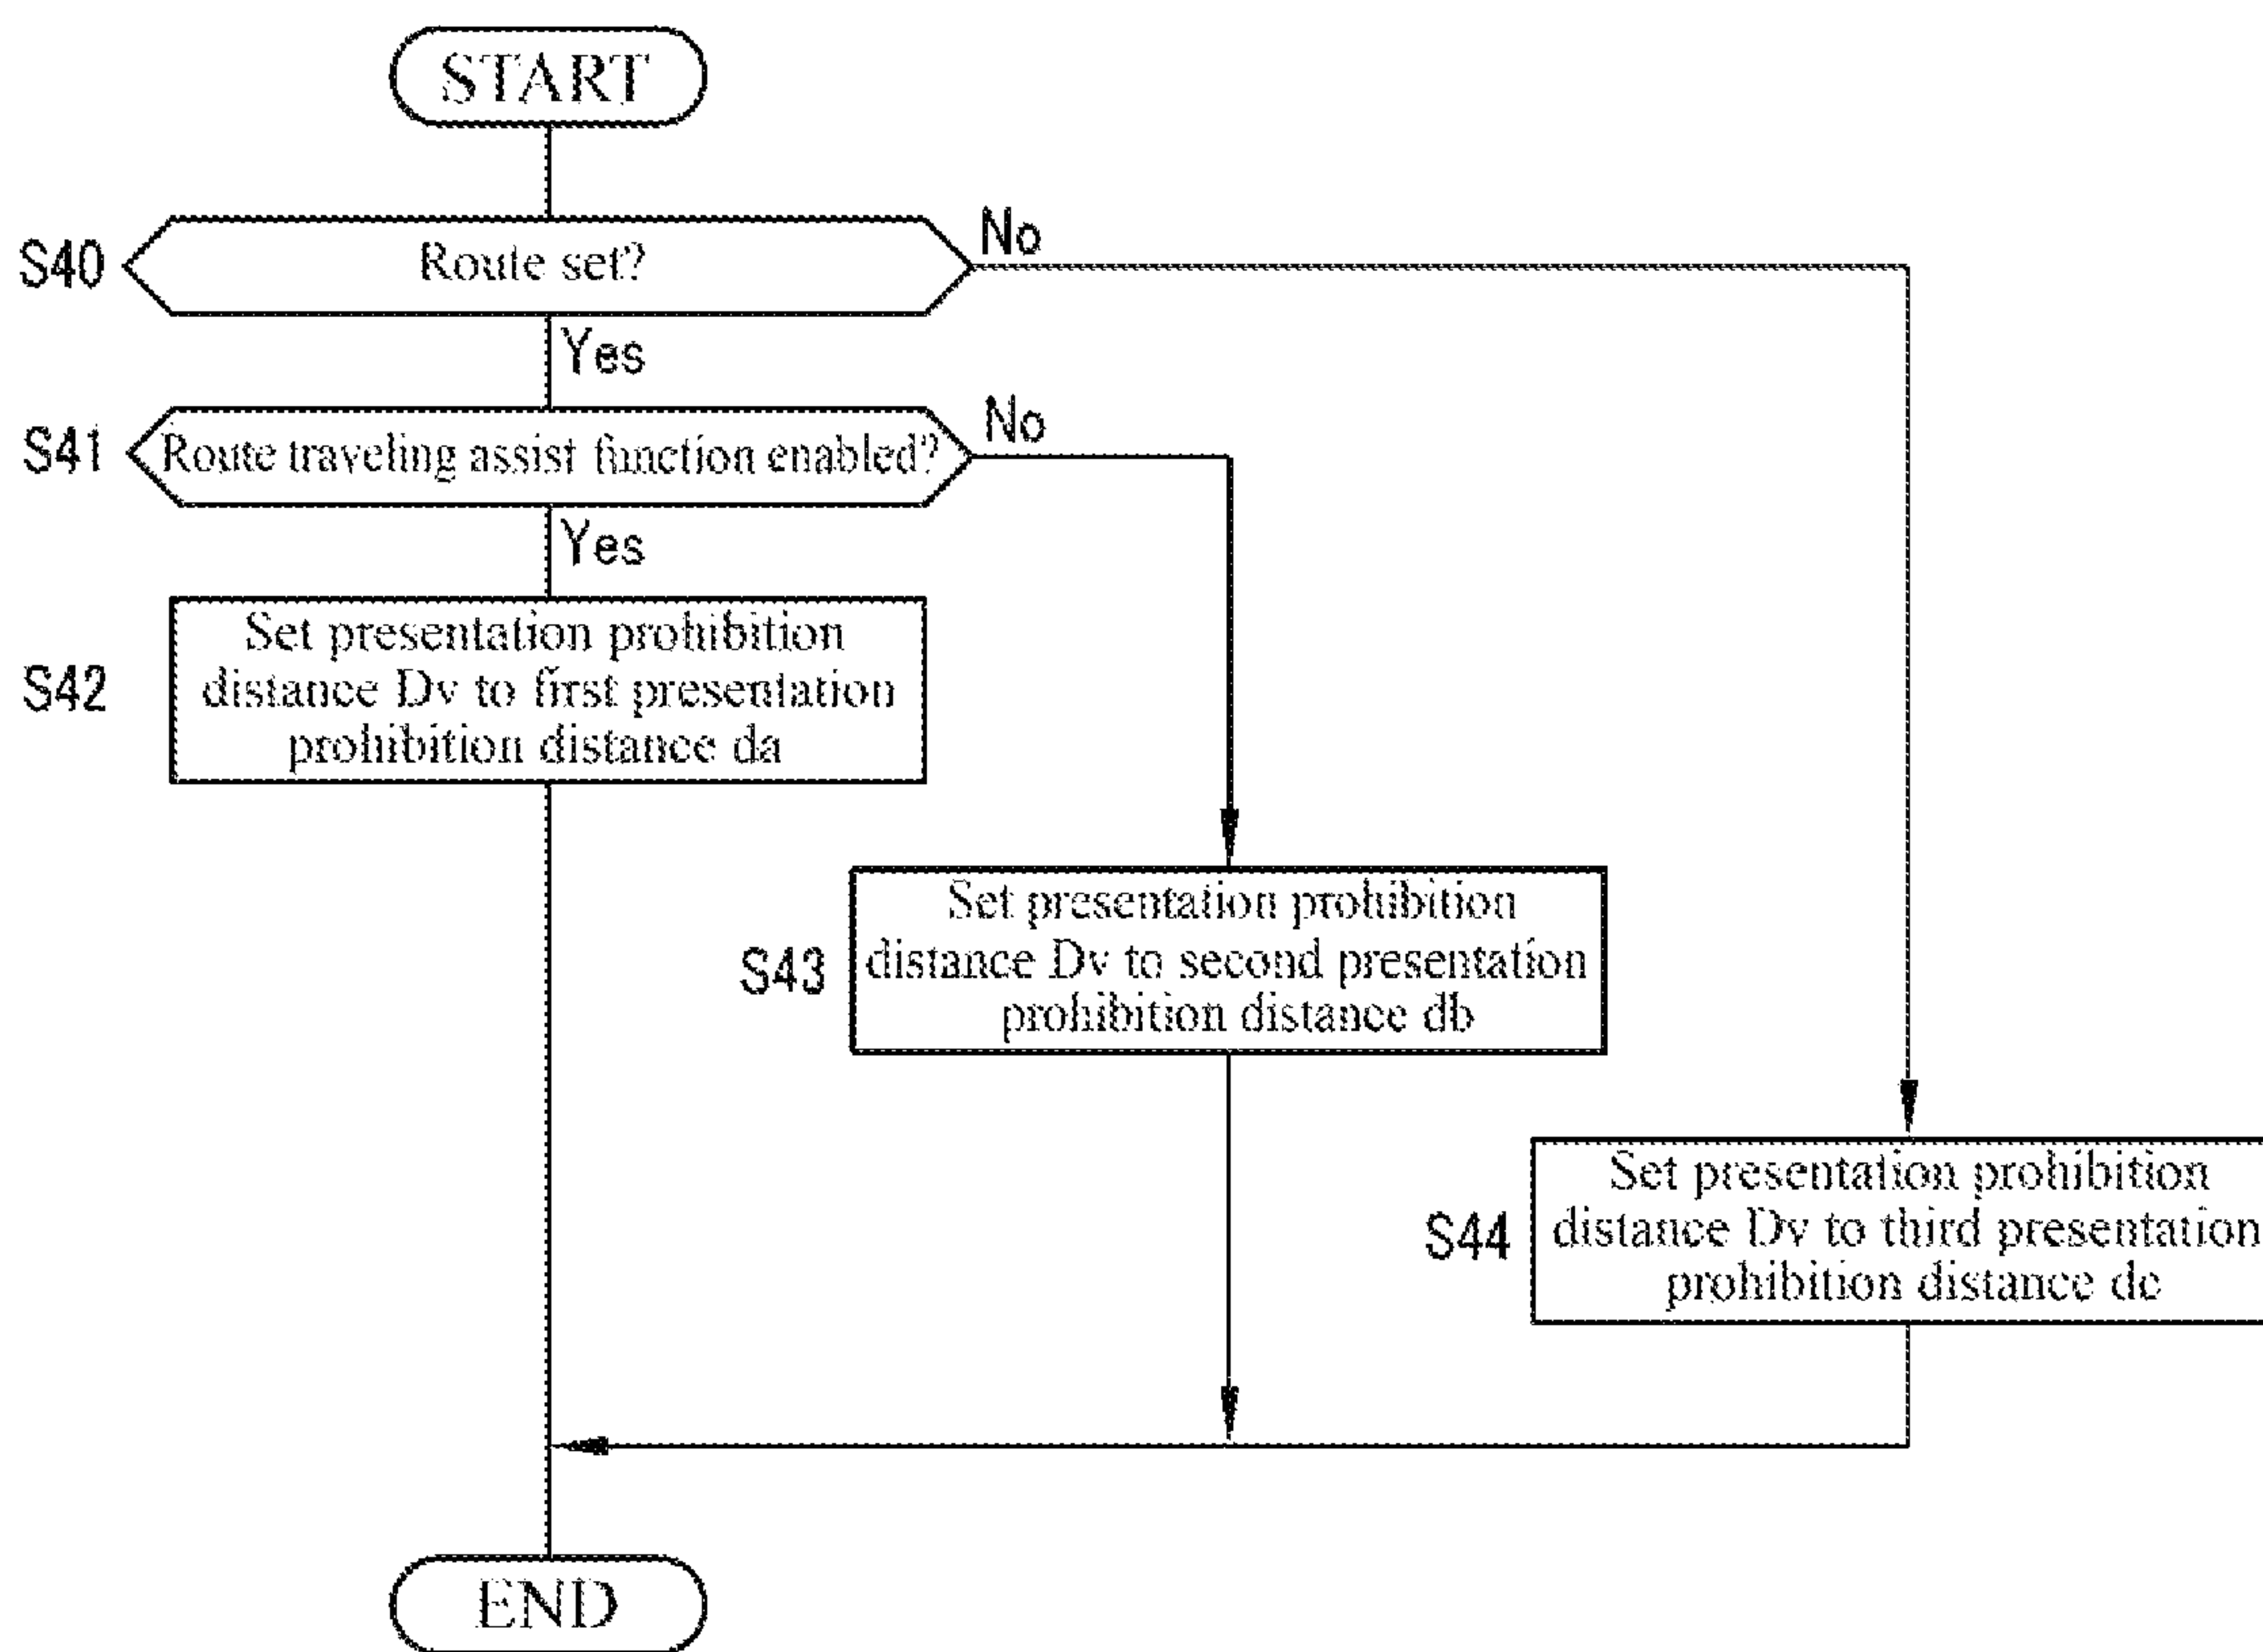 START
S40
Route set?
No
Yes
S41
Route traveling assist function enabled?
No
Yes
S42
Set presentation prohibition
distance Dv to first presentation
prohibition distance da
S43
Set presentation prohibition
distance Dv to second presentation
prohibition distance db
S44
Set presentation prohibition
distance Dv to third presentation
prohibition distance dc
END